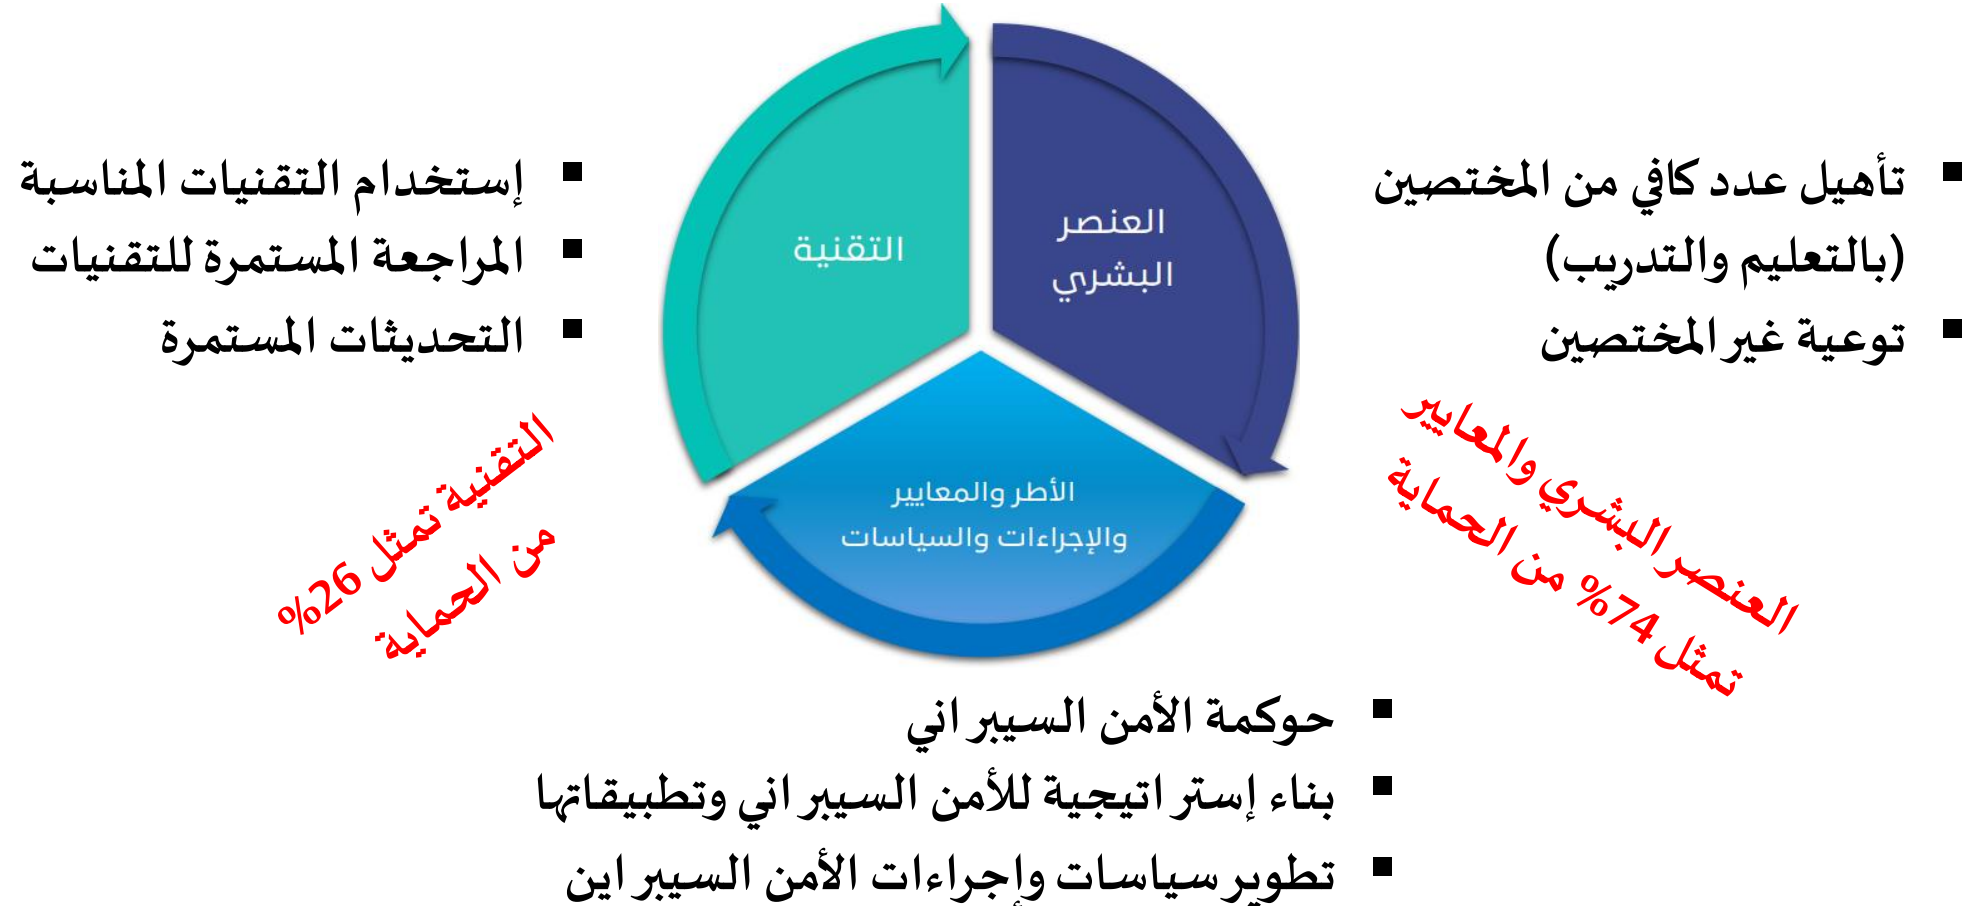 العنصر
البشري
التقنية
الأطر والمعايير
والإجراءات والسياسات
▪ تأهيل عدد كافي من المختصين
(بالتعليم والتدريب)
▪ توعية غير المختصين
العنصر البشري والمعايير
تمثل 74% من الحماية
▪ إستخدام التقنيات المناسبة
▪ المراجعة المستمرة للتقنيات
▪ التحديثات المستمرة
التقنية تمثل 26%
من الحماية
▪ حوكمة الأمن السيبراني
▪ بناء إستراتيجية للأمن السيبراني وتطبيقاتها
▪ تطوير سياسات وإجراءات الأمن السيبراين